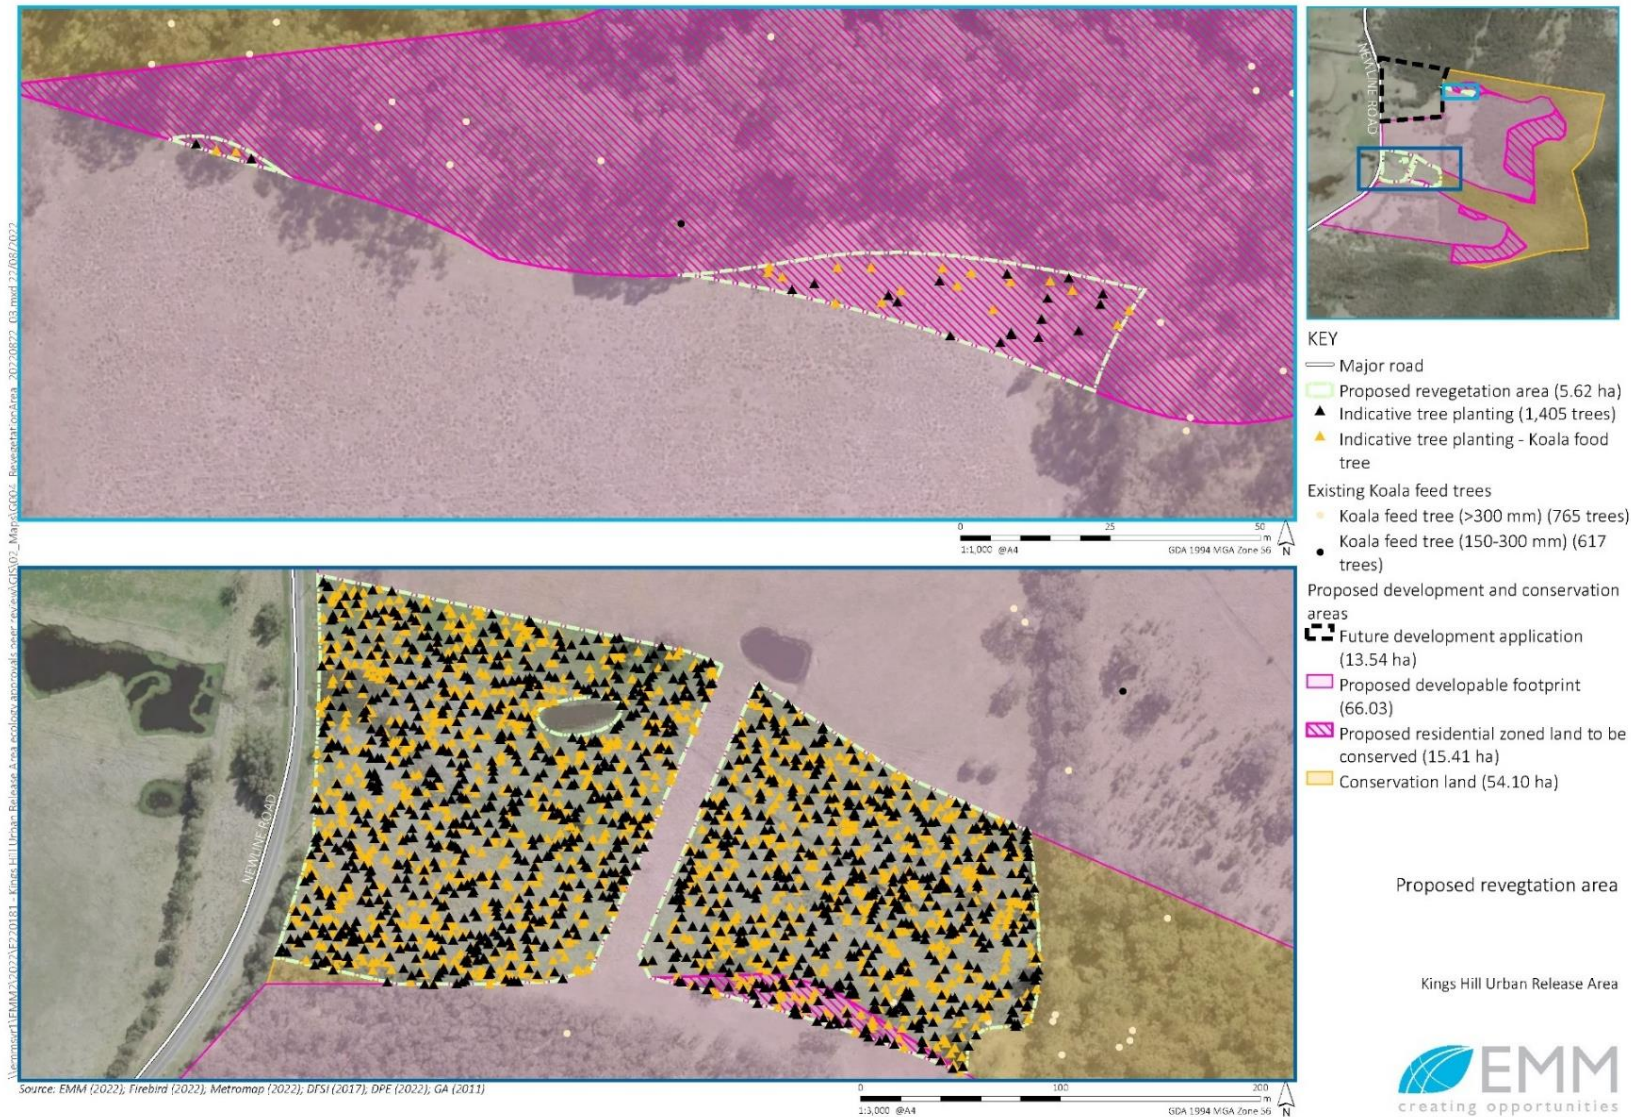 NEWLINE ROAD
KEY
Major road
Proposed revegetation area (5.62 ha)
Indicative tree planting (1,405 trees)
Indicative tree planting - Koala food
tree
Existing Koala feed trees
Koala feed tree (>300 mm) (765 trees)
Koala feed tree (150-300 mm) (617
trees)
Proposed development and conservation
areas
Future development application
(13.54 ha)
Proposed developable footprint
(66.03)
Proposed residential zoned land to be
conserved (15.41 ha)
Conservation land (54.10 ha)
0 25 50
m
1:1,000 @A4
GDA 1994 MGA Zone 56
N
NEWLINE ROAD
Proposed revegtation area
Kings Hill Urban Release Area
EMM
creating opportunities
Source: EMM (2022); Firebird (2022); Metromap (2022); DFSI (2017); DPE (2022); GA (2011)
0 100 200
m
1:3,000 @A4
GDA 1994 MGA Zone 56
N